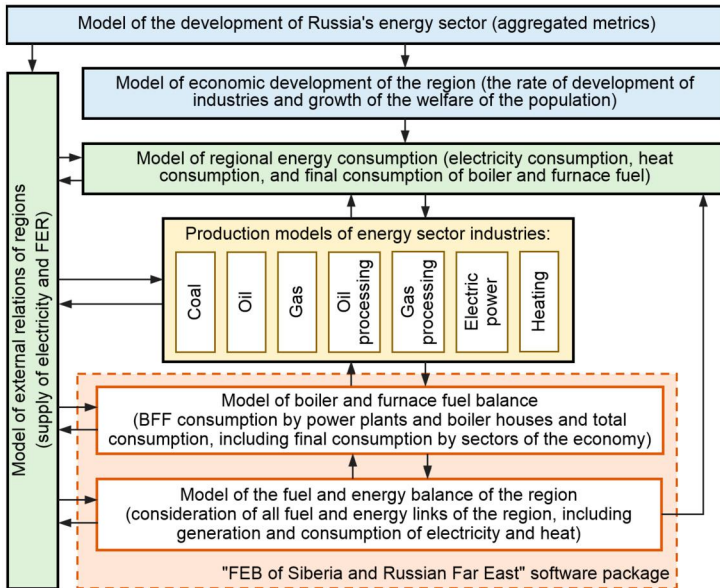 Model of the development of Russia's energy sector (aggregated metrics)
Model of economic development of the region (the rate of development of
industries and growth of the welfare of the population)
Model of regional energy consumption (electricity consumption, heat
consumption, and final consumption of boiler and furnace fuel)
Model of external relations of regions
(supply of electricity and FER)
Production models of energy sector industries:
Coal
Oil
Gas
Oil
processing
Gas
processing
Electric
power
Heating
Model of boiler and furnace fuel balance
(BFF consumption by power plants and boiler houses and total
consumption, including final consumption by sectors of the economy)
Model of the fuel and energy balance of the region
(consideration of all fuel and energy links of the region, including
generation and consumption of electricity and heat)
"FEB of Siberia and Russian Far East" software package